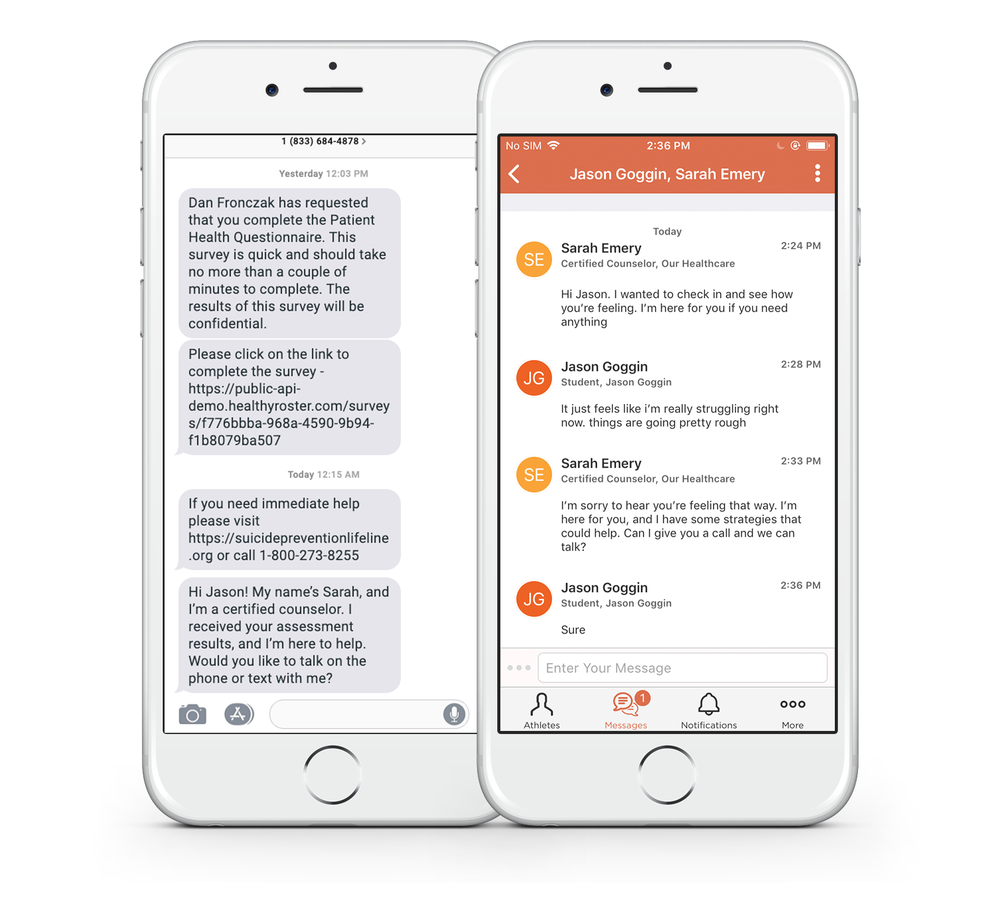 1 (833) 684-4878 >
Yesterday 12:03 PM
Dan Fronczak has requested
that you complete the Patient
Health Questionnaire. This
survey is quick and should take
no more than a couple of
minutes to complete. The
results of this survey will be
confidential.
Please click on the link to
complete the survey -
https://public-api-
demo.healthyroster.com/survey
s/f776bbba-968a-4590-9b94-
f1b8079ba507
Today 12:15 AM
If you need immediate help
please visit
https://suicidepreventionlifeline
.org or call 1-800-273-8255
Hi Jason! My name’s Sarah, and
I’m a certified counselor. I
received your assessment
results, and I’m here to help.
Would you like to talk on the
phone or text with me?
No SIM 2:36 PM
Jason Goggin, Sarah Emery
Today
SE Sarah Emery 2:24 PM
Certified Counselor, Our Healthcare
Hi Jason. I wanted to check in and see how
you’re feeling. I’m here for you if you need
anything
JG Jason Goggin 2:28 PM
Student, Jason Goggin
It just feels like i’m really struggling right
now. things are going pretty rough
SE Sarah Emery 2:33 PM
Certified Counselor, Our Healthcare
I’m sorry to hear you’re feeling that way. I’m
here for you, and I have some strategies that
could help. Can I give you a call and we can
talk?
JG Jason Goggin 2:36 PM
Student, Jason Goggin
Sure
Enter Your Message
1
Athletes Messages Notifications More